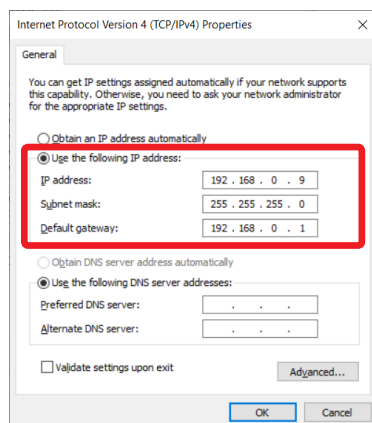 Internet Protocol Version 4 (TCP/IPv4) Properties
General
You can get IP settings assigned automatically if your network supports
this capability. Otherwise, you need to ask your network administrator
for the appropriate IP settings.
Obtain an IP address automatically
Use the following IP address:
IP address: 192 . 168 . 0 . 9
Subnet mask: 255 . 255 . 255 . 0
Default gateway: 192 . 168 . 0 . 1
Obtain DNS server address automatically
Use the following DNS server addresses:
Preferred DNS server: . . .
Alternate DNS server: . . .
Validate settings upon exit
Advanced...
OK Cancel